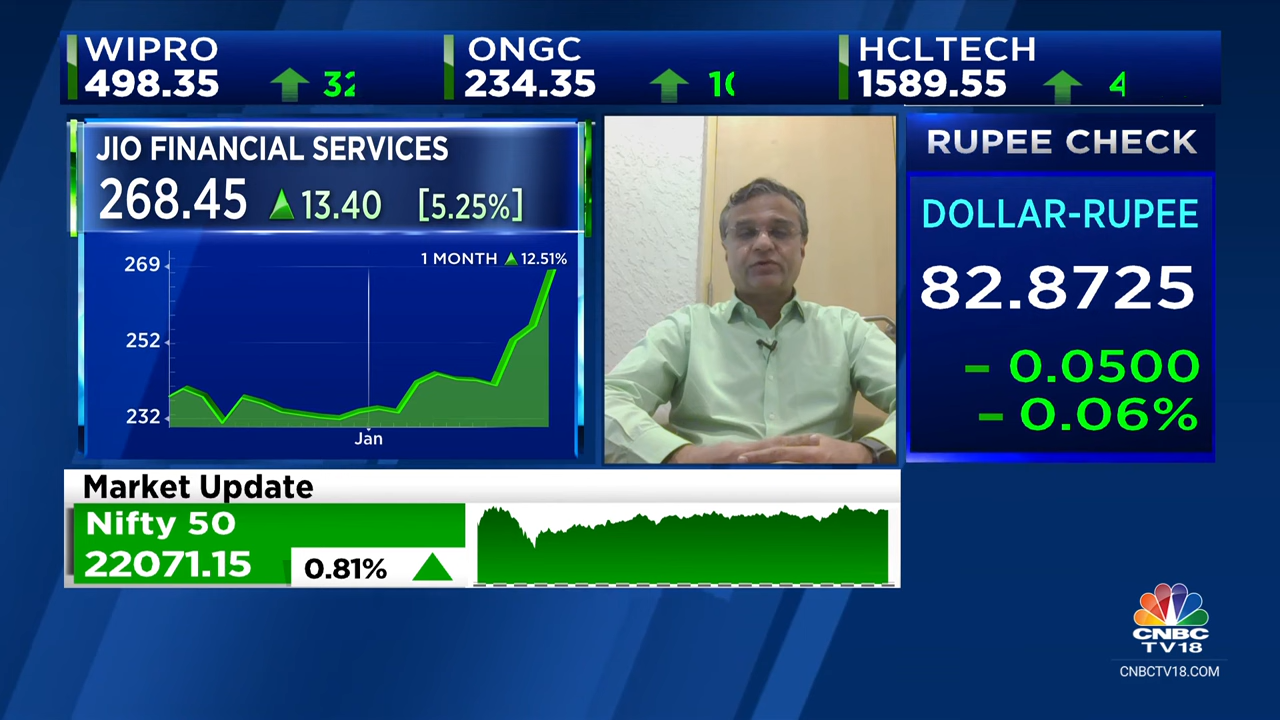 WIPRO
498.35 32
ONGC
234.35
HCLTECH
1589.55 4
JIO FINANCIAL SERVICES
268.45 13.40 [5.25%]
1 MONTH 12.51%
269
252
232
Jan
RUPEE CHECK
DOLLAR-RUPEE
82.8725
- 0.0500
- 0.06%
Market Update
Nifty 50
22071.15 0.81%
CNBC
TV18
CNBCTV18.COM